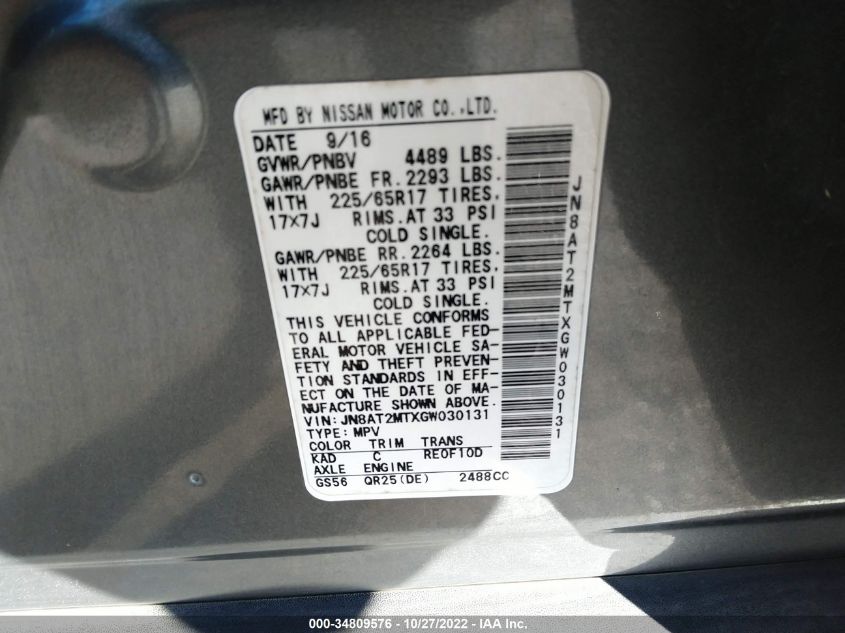 MFD BY NISSAN MOTOR CO.,LTD.
DATE 9/16
GVWR/PNBV 4489 LBS.
GAWR/PNBE FR. 2293 LBS.
WITH 225/65R17 TIRES,
17×7J RIMS.AT 33 PSI
COLD SINGLE.
GAWR/PNBE RR. 2264 LBS.
WITH 225/65R17 TIRES,
17×7J RIMS.AT 33 PSI
COLD SINGLE.
THIS VEHICLE CONFORMS
TO ALL APPLICABLE FED-
ERAL MOTOR VEHICLE SA-
FETY AND THEFT PREVEN-
TION STANDARDS IN EFF-
ECT ON THE DATE OF MA-
NUFACTURE SHOWN ABOVE.
VIN:JN8AT2MTXGW030131
TYPE:MPV
COLOR TRIM TRANS
KAD C RE0F10D
AXLE ENGINE
GS56 QR25(DE) 2488CC
JN8AT2MTXGW030131
000-34809576 - 10/27/2022 - IAA Inc.